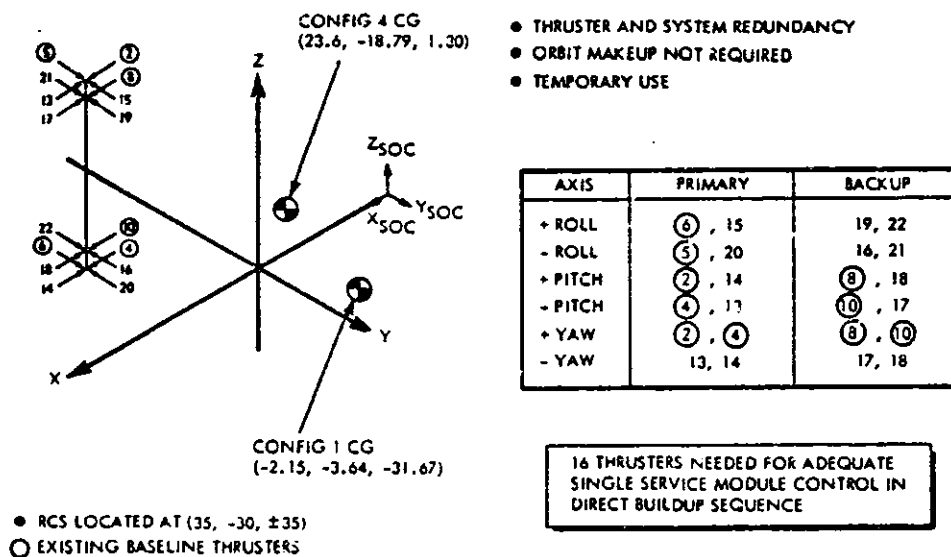 CONFIG 4 CG
(23.6, -18.79, 1.30)
● THRUSTER AND SYSTEM REDUNDANCY
● ORBIT MAKEUP NOT REQUIRED
● TEMPORARY USE
5 2
21 8
13 15
17 19
Z
Z SOC
Y SOC
X SOC
22 10
6 4
18 16
14 20
X
Y
CONFIG 1 CG
(-2.15, -3.64, -31.67)
● RCS LOCATED AT (35, -30, ±35)
○ EXISTING BASELINE THRUSTERS
AXIS PRIMARY BACKUP
+ ROLL 6 , 15 19, 22
- ROLL 5 , 20 16, 21
+ PITCH 2 , 14 8 , 18
- PITCH 4 , 13 10 , 17
+ YAW 2 , 4 8 , 10
- YAW 13, 14 17, 18
16 THRUSTERS NEEDED FOR ADEQUATE
SINGLE SERVICE MODULE CONTROL IN
DIRECT BUILDUP SEQUENCE